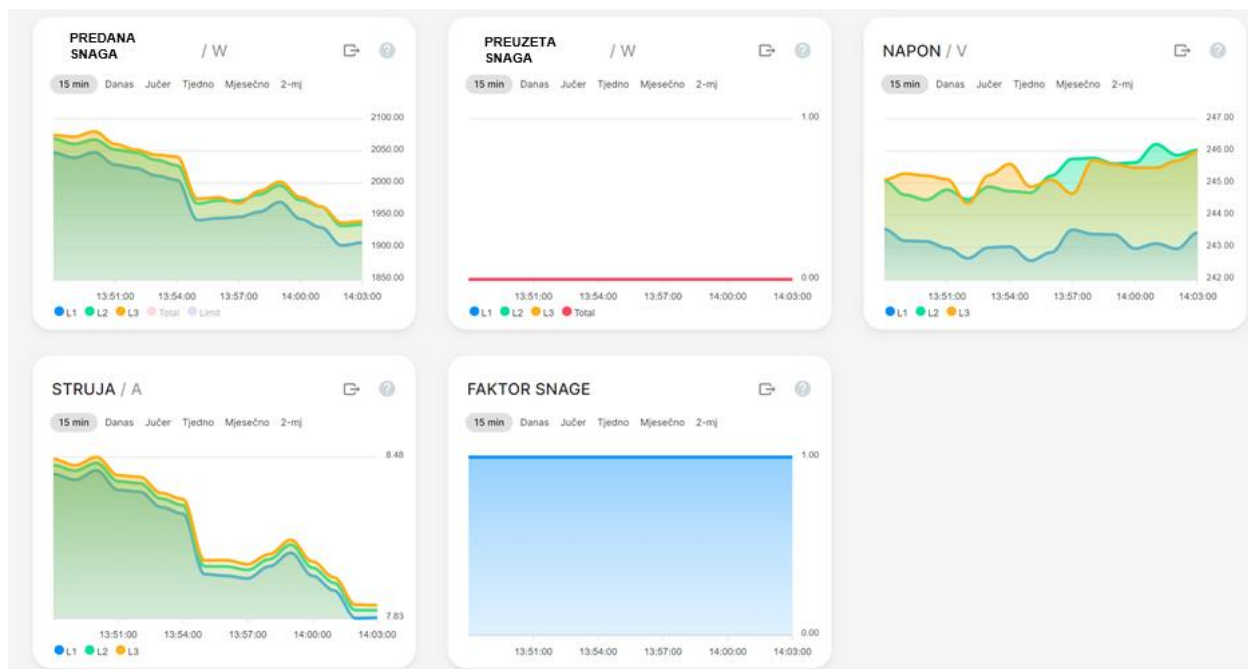 PREDANA
SNAGA / W
15 min Danas Jučer Tjedno Mjesečno 2-mj
2100.00
2050.00
2000.00
1950.00
1900.00
1850.00
13:51:00 13:54:00 13:57:00 14:00:00 14:03:00
L1 L2 L3 Total Limit
PREUZETA
SNAGA / W
15 min Danas Jučer Tjedno Mjesečno 2-mj
1.00
0.00
13:51:00 13:54:00 13:57:00 14:00:00 14:03:00
L1 L2 L3 Total
NAPON / V
15 min Danas Jučer Tjedno Mjesečno 2-mj
247.00
246.00
245.00
244.00
243.00
242.00
13:51:00 13:54:00 13:57:00 14:00:00 14:03:00
L1 L2 L3
STRUJA / A
15 min Danas Jučer Tjedno Mjesečno 2-mj
8.48
7.83
13:51:00 13:54:00 13:57:00 14:00:00 14:03:00
L1 L2 L3
FAKTOR SNAGE
15 min Danas Jučer Tjedno Mjesečno 2-mj
1.00
0.00
13:51:00 13:54:00 13:57:00 14:00:00 14:03:00